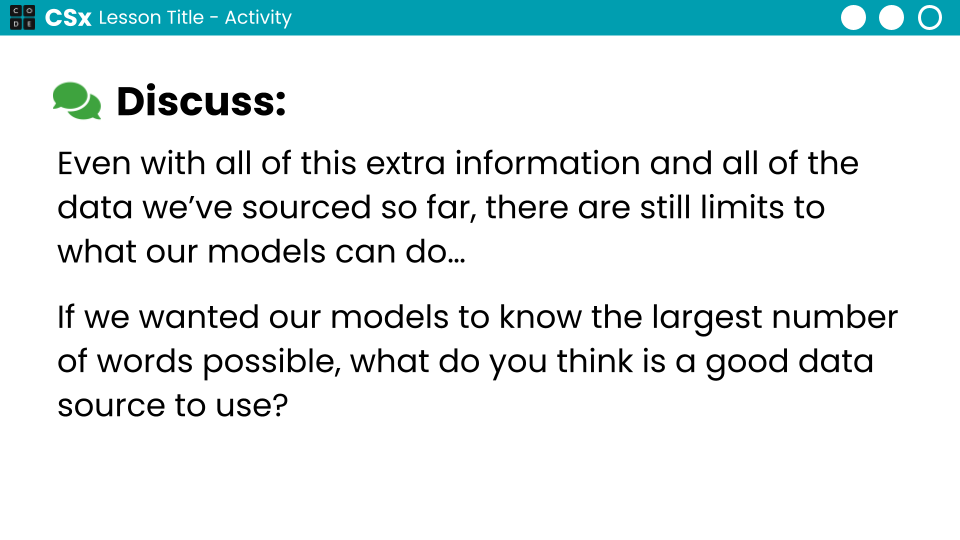 CO
DE
CSx Lesson Title - Activity
Discuss:
Even with all of this extra information and all of the
data we’ve sourced so far, there are still limits to
what our models can do…
If we wanted our models to know the largest number
of words possible, what do you think is a good data
source to use?